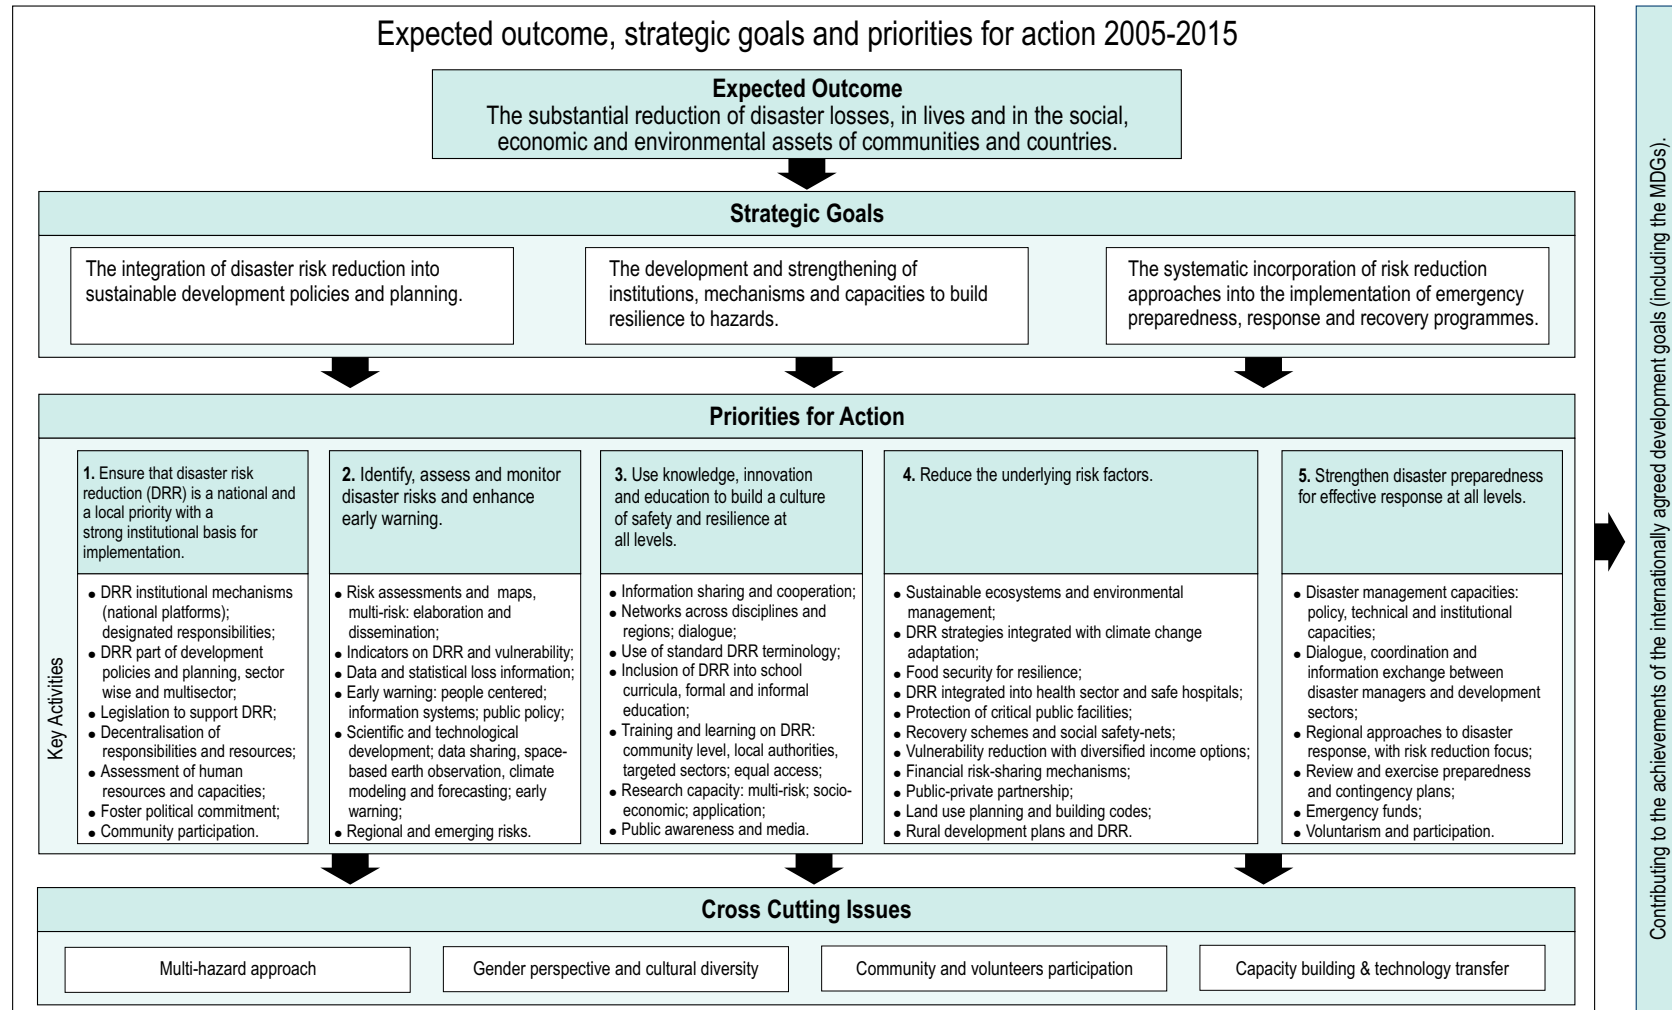 Expected outcome, strategic goals and priorities for action 2005-2015
Expected Outcome
The substantial reduction of disaster losses, in lives and in the social,
economic and environmental assets of communities and countries.
Strategic Goals
The integration of disaster risk reduction into
sustainable development policies and planning.
The development and strengthening of
institutions, mechanisms and capacities to build
resilience to hazards.
The systematic incorporation of risk reduction
approaches into the implementation of emergency
preparedness, response and recovery programmes.
Priorities for Action
1. Ensure that disaster risk
reduction (DRR) is a national and
a local priority with a
strong institutional basis for
implementation.
2. Identify, assess and monitor
disaster risks and enhance
early warning.
3. Use knowledge, innovation
and education to build a culture
of safety and resilience at
all levels.
4. Reduce the underlying risk factors.
5. Strengthen disaster preparedness
for effective response at all levels.
Key Activities
● DRR institutional mechanisms
(national platforms);
designated responsibilities;
● DRR part of development
policies and planning, sector
wise and multisector;
● Legislation to support DRR;
● Decentralisation of
responsibilities and resources;
● Assessment of human
resources and capacities;
● Foster political commitment;
● Community participation.
● Risk assessments and maps,
multi-risk: elaboration and
dissemination;
● Indicators on DRR and vulnerability;
● Data and statistical loss information;
● Early warning: people centered;
information systems; public policy;
● Scientific and technological
development; data sharing, space-
based earth observation, climate
modeling and forecasting; early
warning;
● Regional and emerging risks.
● Information sharing and cooperation;
● Networks across disciplines and
regions; dialogue;
● Use of standard DRR terminology;
● Inclusion of DRR into school
curricula, formal and informal
education;
● Training and learning on DRR:
community level, local authorities,
targeted sectors; equal access;
● Research capacity: multi-risk; socio-
economic; application;
● Public awareness and media.
● Sustainable ecosystems and environmental
management;
● DRR strategies integrated with climate change
adaptation;
● Food security for resilience;
● DRR integrated into health sector and safe hospitals;
● Protection of critical public facilities;
● Recovery schemes and social safety-nets;
● Vulnerability reduction with diversified income options;
● Financial risk-sharing mechanisms;
● Public-private partnership;
● Land use planning and building codes;
● Rural development plans and DRR.
● Disaster management capacities:
policy, technical and institutional
capacities;
● Dialogue, coordination and
information exchange between
disaster managers and development
sectors;
● Regional approaches to disaster
response, with risk reduction focus;
● Review and exercise preparedness
and contingency plans;
● Emergency funds;
● Voluntarism and participation.
Cross Cutting Issues
Multi-hazard approach
Gender perspective and cultural diversity
Community and volunteers participation
Capacity building & technology transfer
Contributing to the achievements of the internationally agreed development goals (including the MDGs).